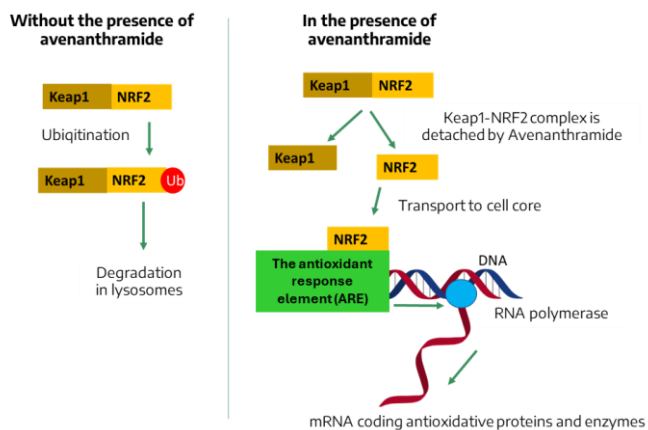 Without the presence of
avenanthramide
Keap1 NRF2
Ubiqitination
Keap1 NRF2 Ub
Degradation
in lysosomes
In the presence of
avenanthramide
Keap1 NRF2
Keap1-NRF2 complex is
detached by Avenanthramide
Keap1
NRF2
Transport to cell core
NRF2
The antioxidant
response
element (ARE)
DNA
RNA polymerase
mRNA coding antioxidative proteins and enzymes